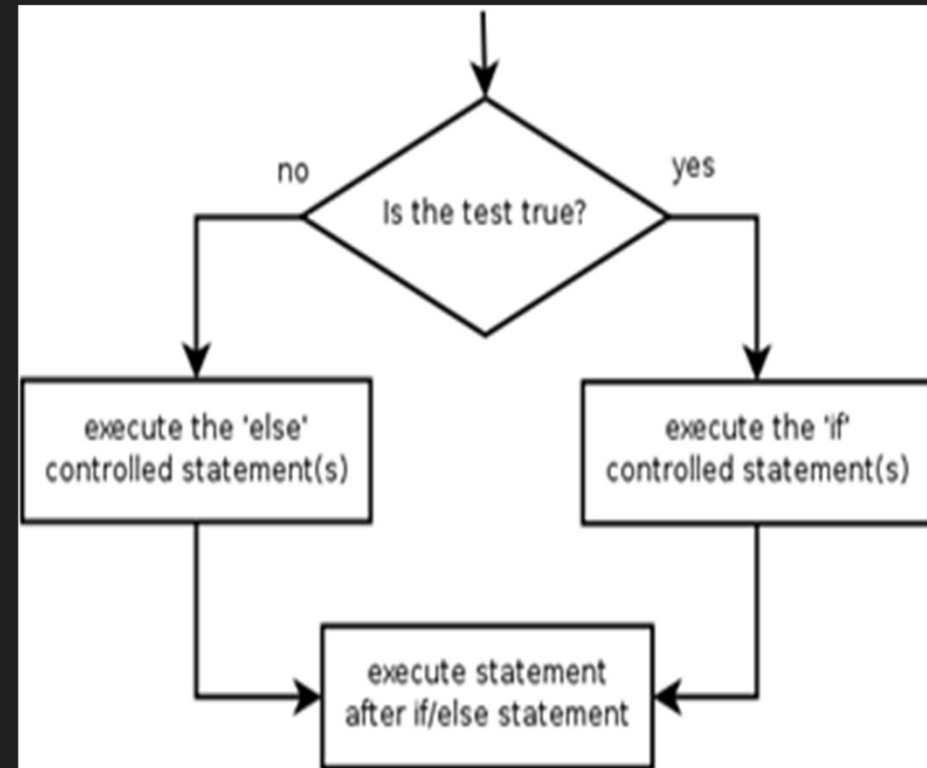 no
yes
Is the test true?
execute the 'else'
controlled statement(s)
execute the 'if'
controlled statement(s)
execute statement
after if/else statement